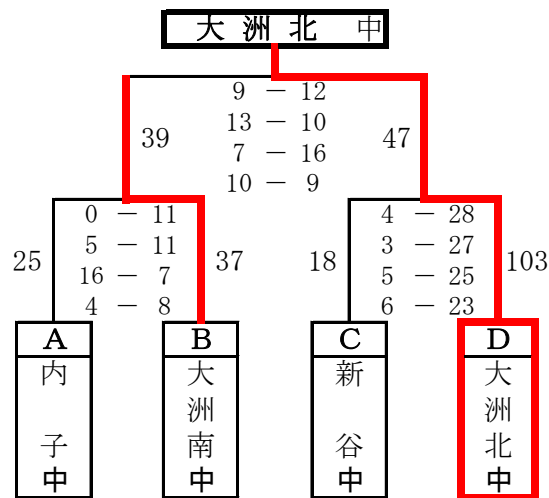 大洲北 中
9 － 12
39 13 － 10 47
7 － 16
10 － 9
0 － 11 4 － 28
5 － 11 3 － 27
25 16 － 7 37 18 5 － 25 103
4 － 8 6 － 23
A B C D
内子中
大洲南中
新谷中
大洲北中